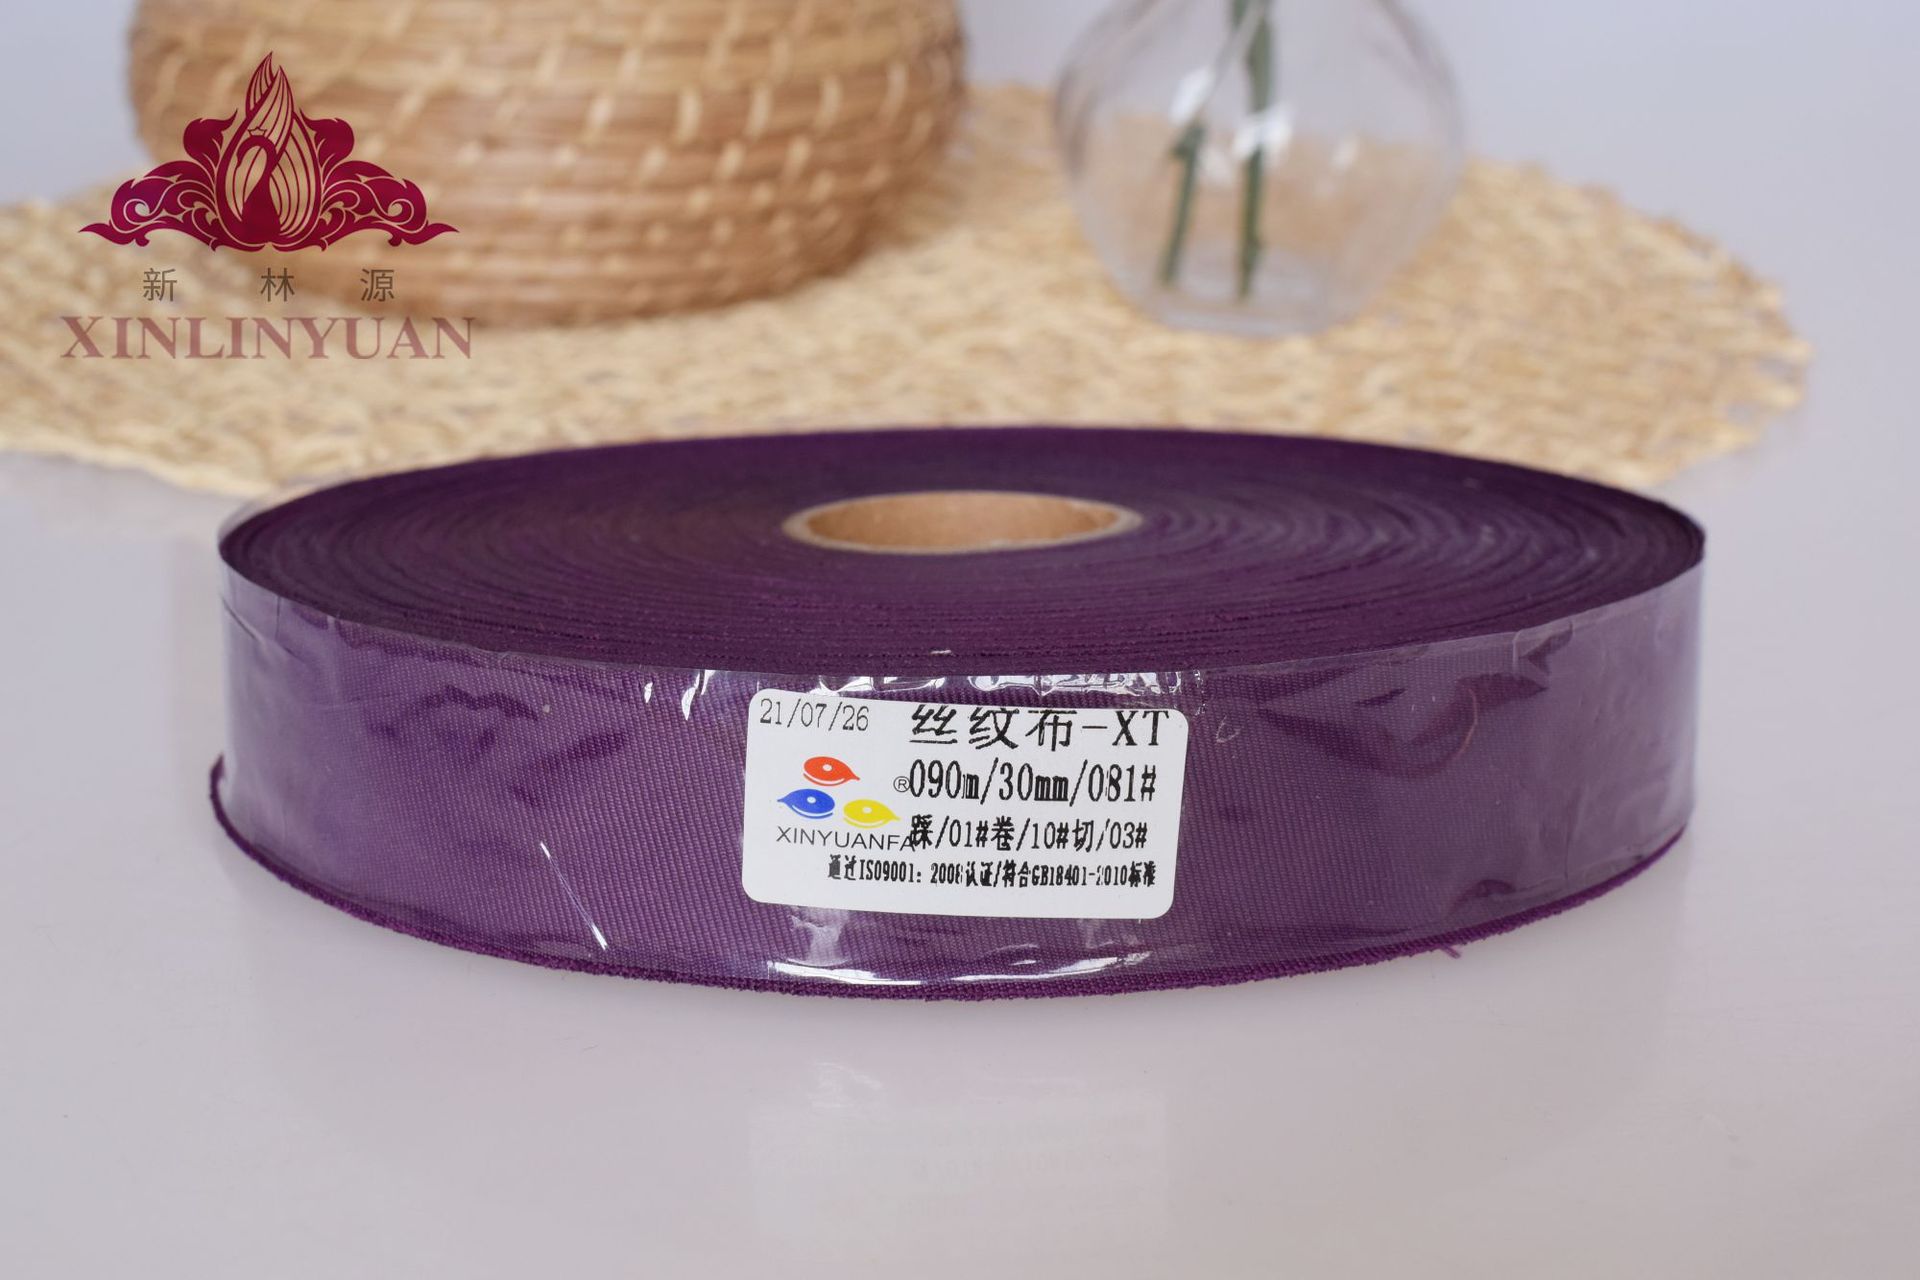 新林源
XINLINYUAN
21/07/26 丝纹布-XT
®090m/30mm/081#
XINYUANFA
踩/01#卷/10#切/03#
通过ISO9001：2008认证/符合GB18401-2010标准